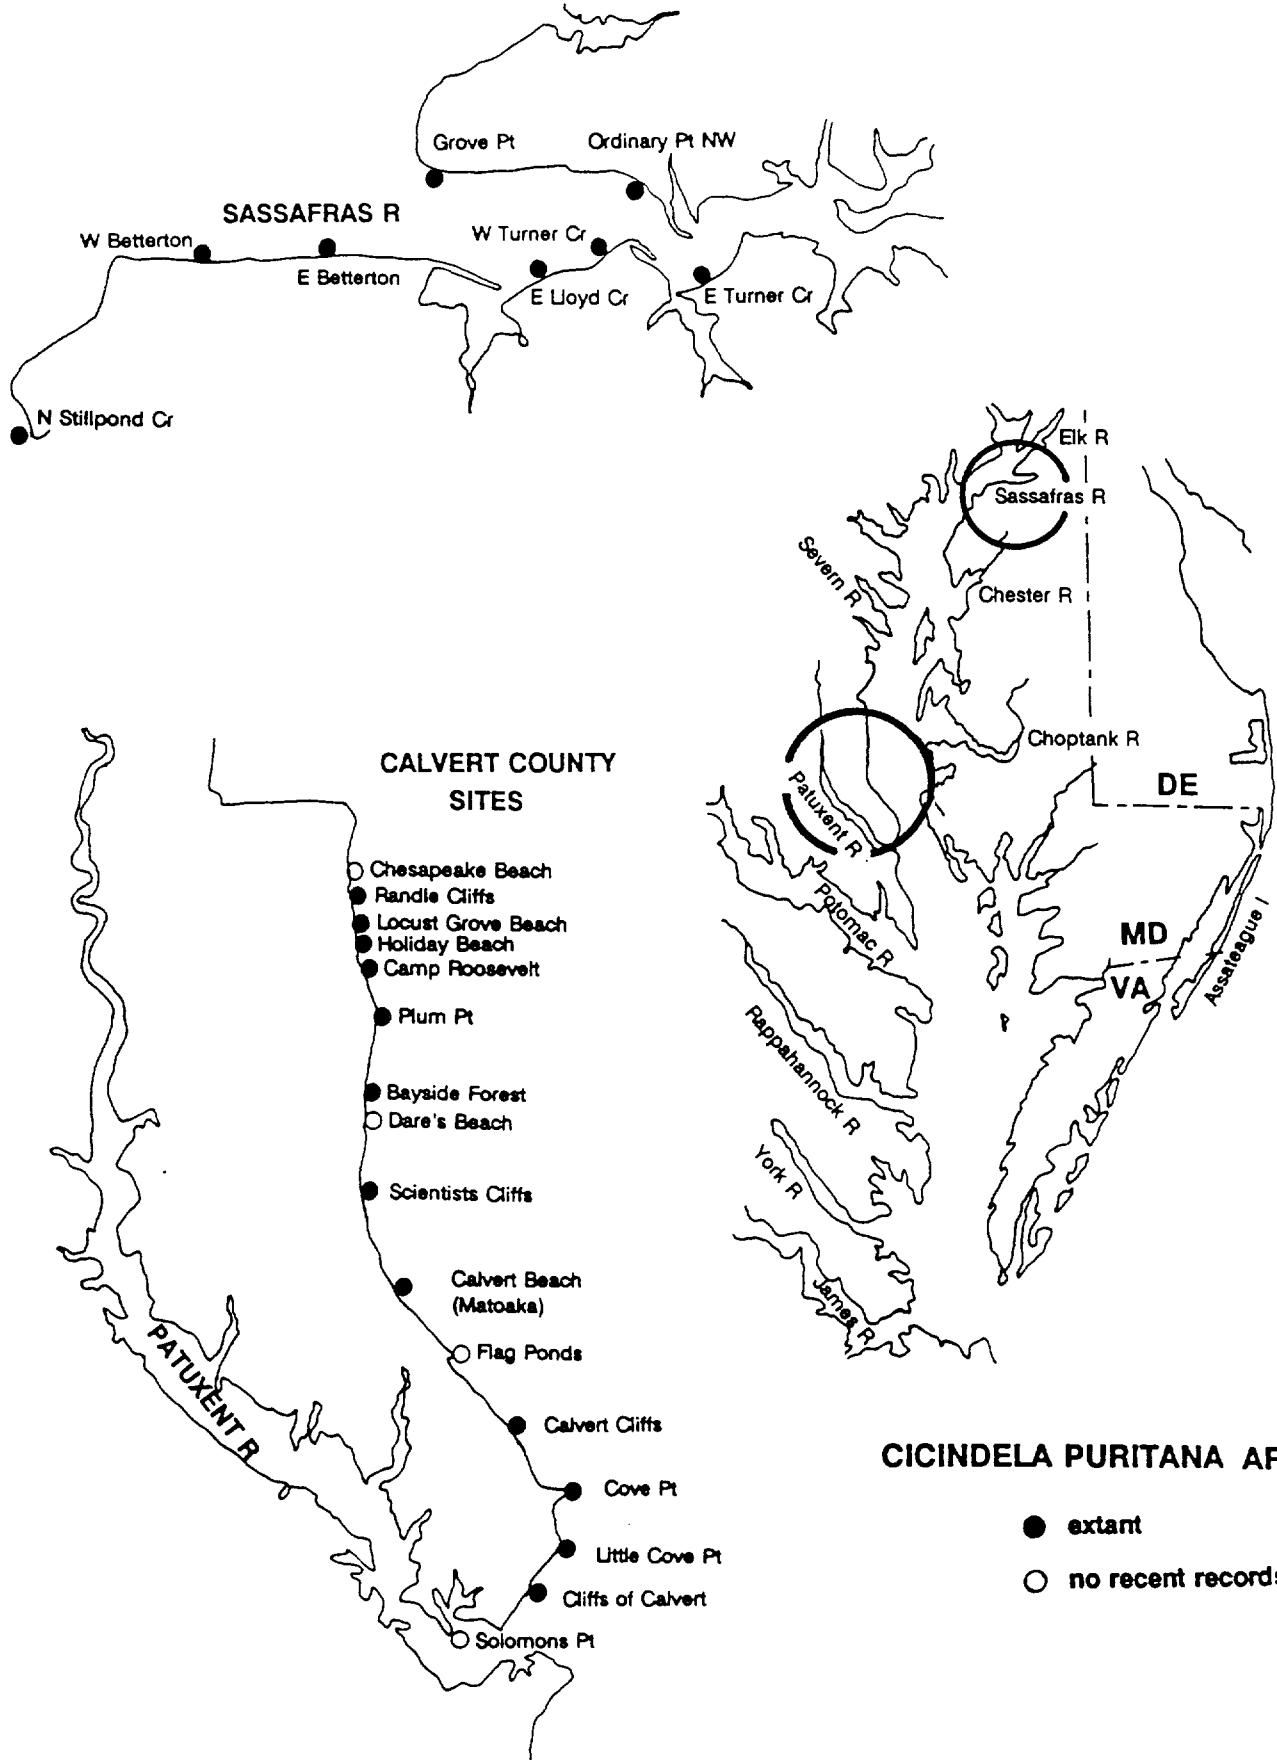 Grove Pt
Ordinary Pt NW
SASSAFRAS R
W Betterton
W Turner Cr
E Betterton
E Lloyd Cr
E Turner Cr
N Stillpond Cr
Elk R
Sassafras R
Severn R
Chester R
Choptank R
DE
Patuxent R
Potomac R
MD
VA
Assateague I
Rappahannock R
York R
James R
CALVERT COUNTY
SITES
Chesapeake Beach
Randle Cliffs
Locust Grove Beach
Holiday Beach
Camp Roosevelt
Plum Pt
Bayside Forest
Dare's Beach
Scientists Cliffs
Calvert Beach
(Matoaka)
Flag Ponds
PATUXENT R
Calvert Cliffs
Cove Pt
Little Cove Pt
Cliffs of Calvert
Solomons Pt
CICINDELA PURITANA
extant
no recent records